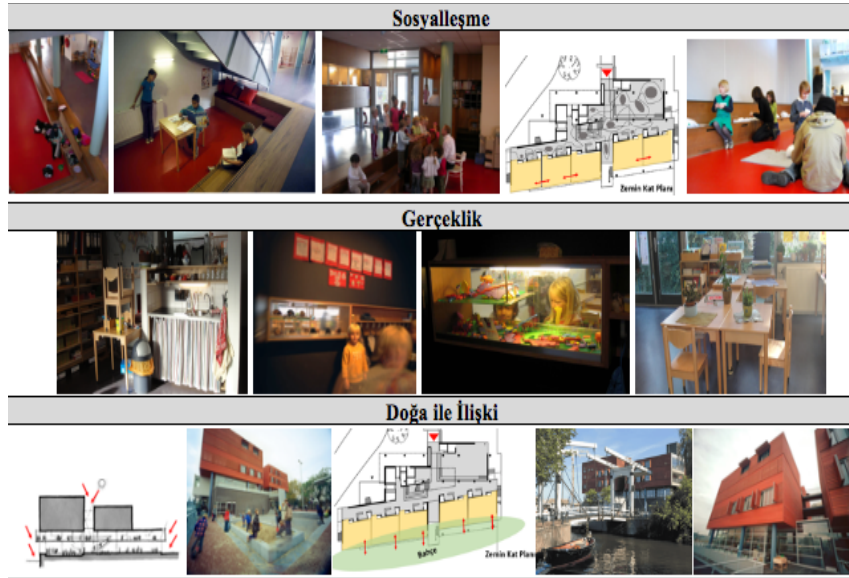 Sosyalleşme
Zemin Kat Planı
Gerçeklik
Doğa ile İlişki
Bahçe
Zemin Kat Planı